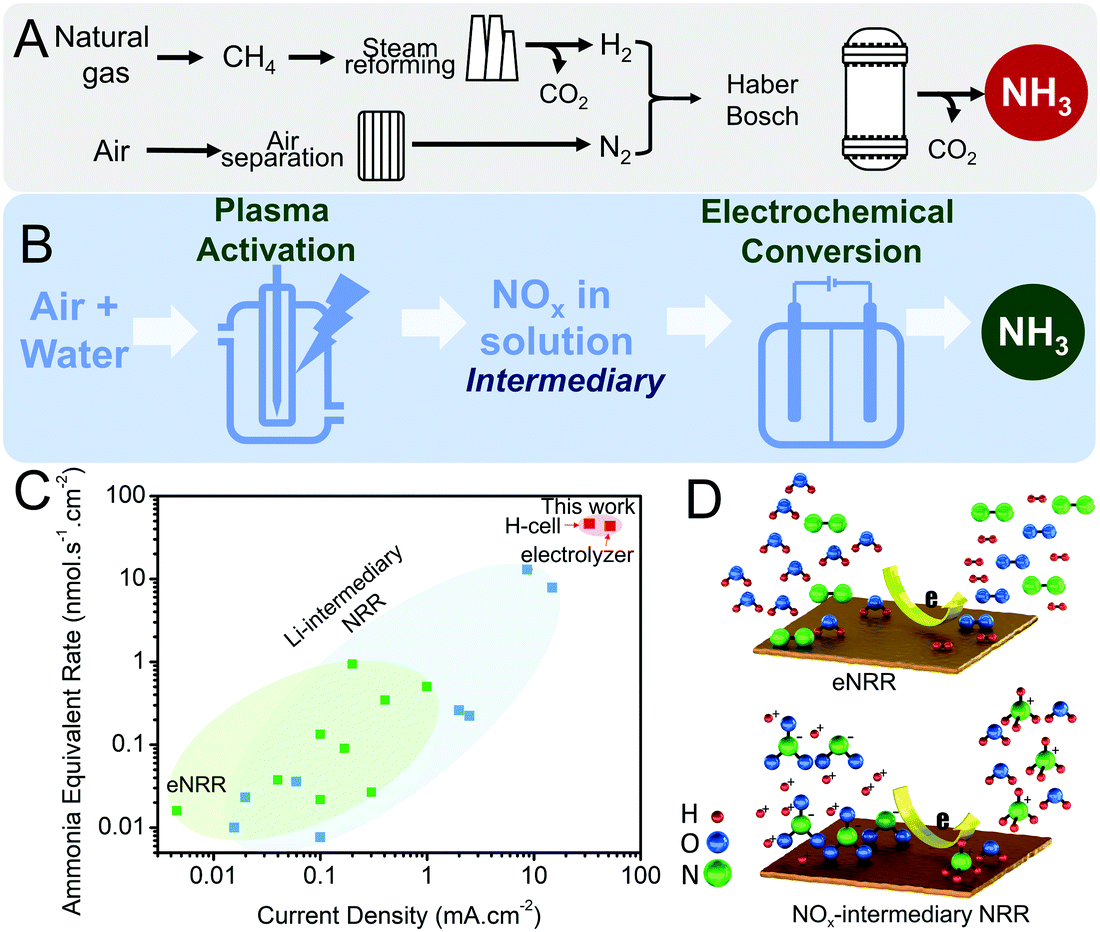 A
Natural
gas
CH4
Steam
reforming
H2
CO2
Air
Air
separation
N2
Haber
Bosch
CO2
NH3
B
Plasma
Activation
Electrochemical
Conversion
Air +
Water
NOx in
solution
Intermediary
NH3
C
Ammonia Equivalent Rate (nmol.s-1.cm-2)
100
10
1
0.1
0.01
This work
H-cell
electrolyzer
Li-intermediary
NRR
eNRR
0.01
0.1
1
10
100
Current Density (mA.cm-2)
D
e
eNRR
+
+
-
-
+
+
+
+
+
+
-
-
-
+
+
+
e
+
+
H
O
N
NOx-intermediary NRR